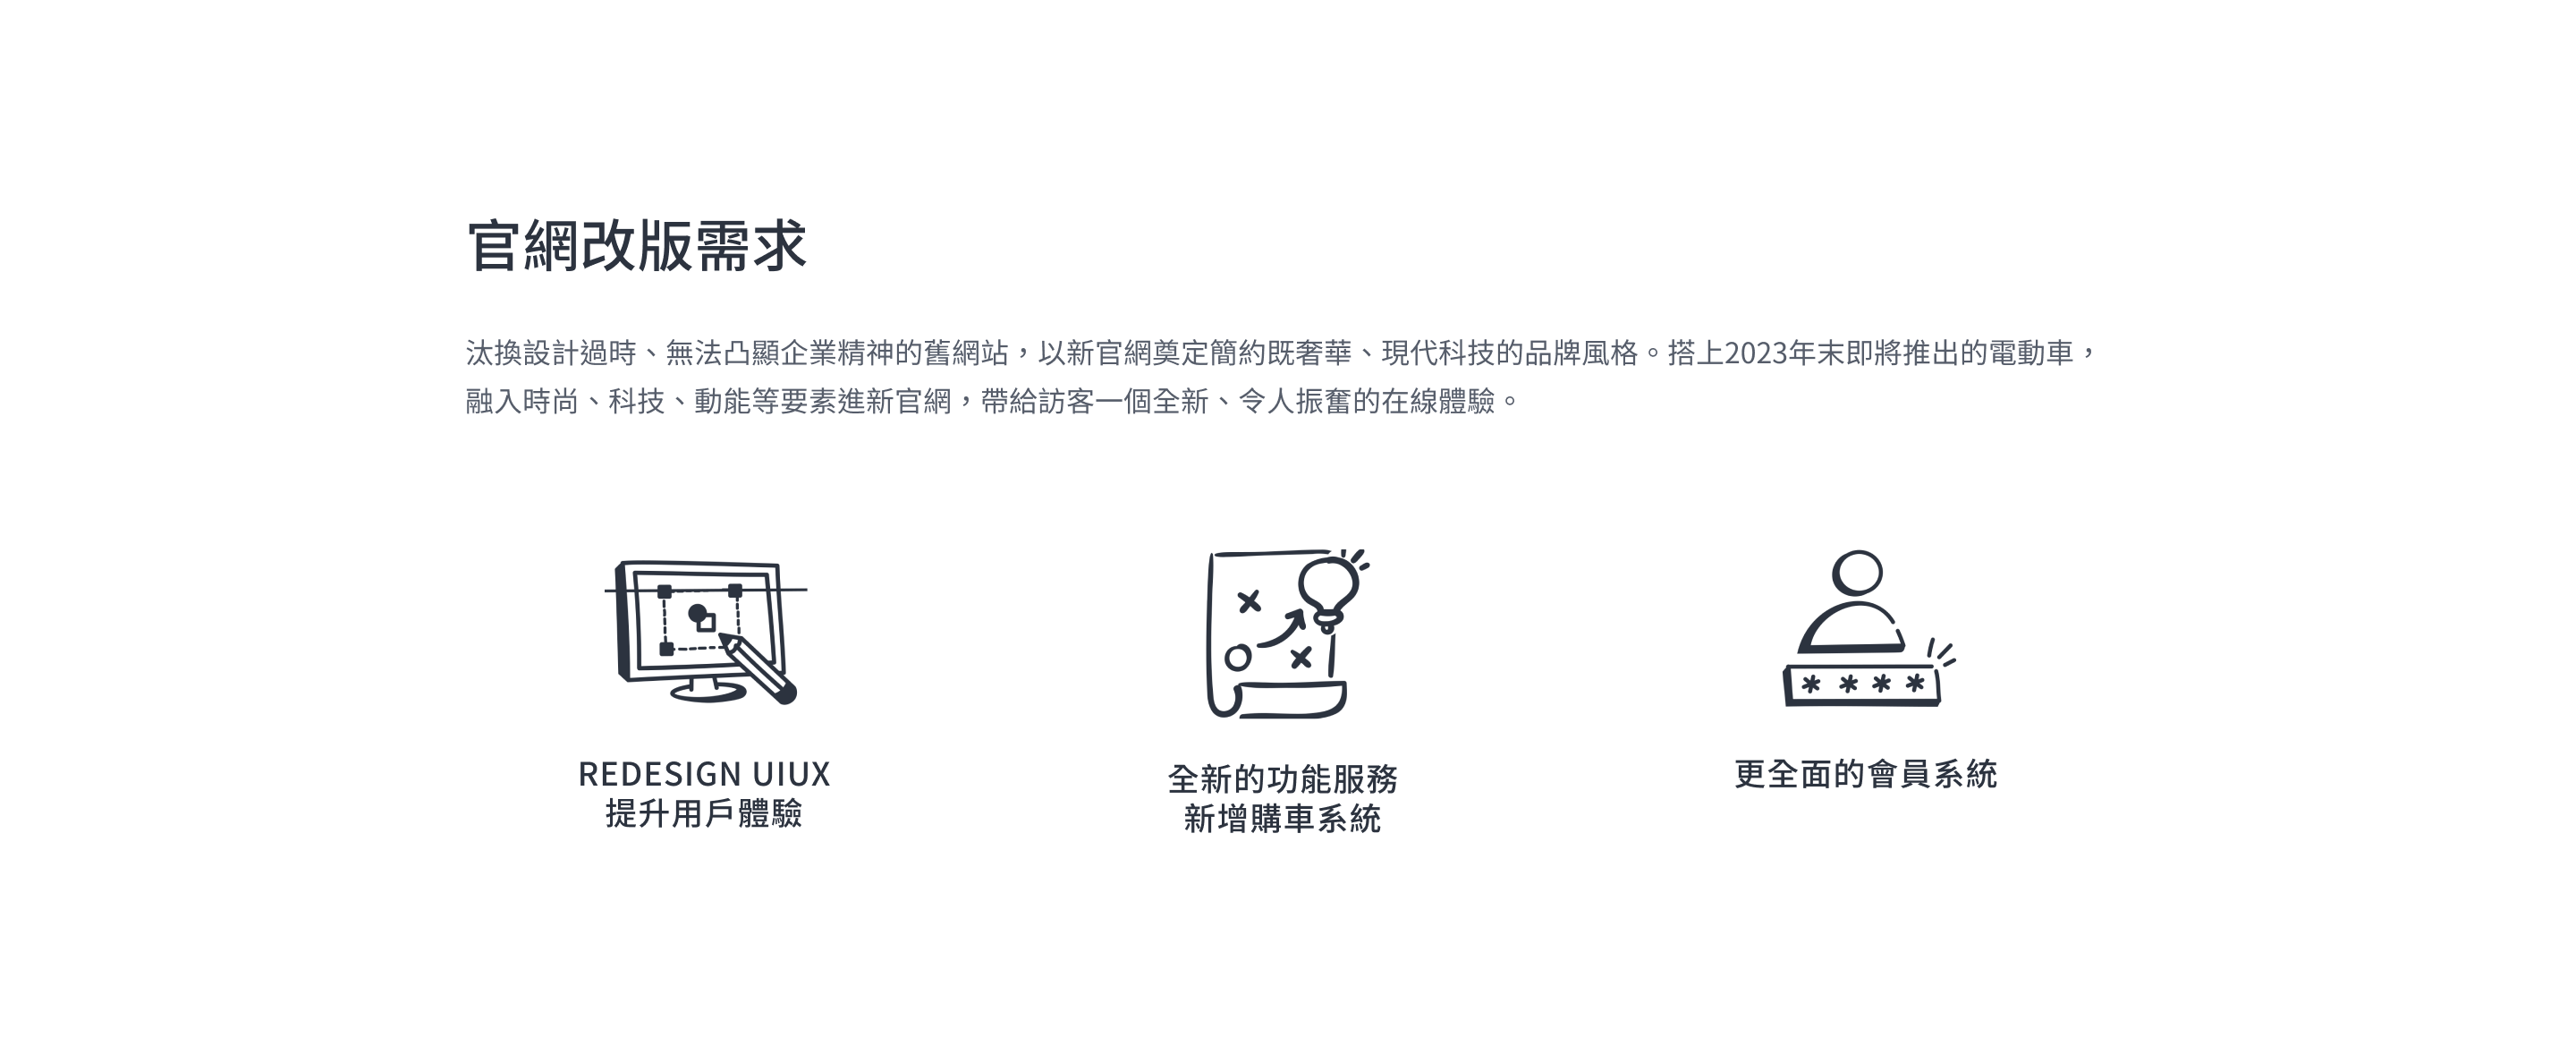 官網改版需求
汰換設計過時、無法凸顯企業精神的舊網站，以新官網奠定簡約既奢華、現代科技的品牌風格。搭上2023年末即將推出的電動車，
融入時尚、科技、動能等要素進新官網，帶給訪客一個全新、令人振奮的在線體驗。
REDESIGN UIUX
提升用戶體驗
全新的功能服務
新增購車系統
更全面的會員系統